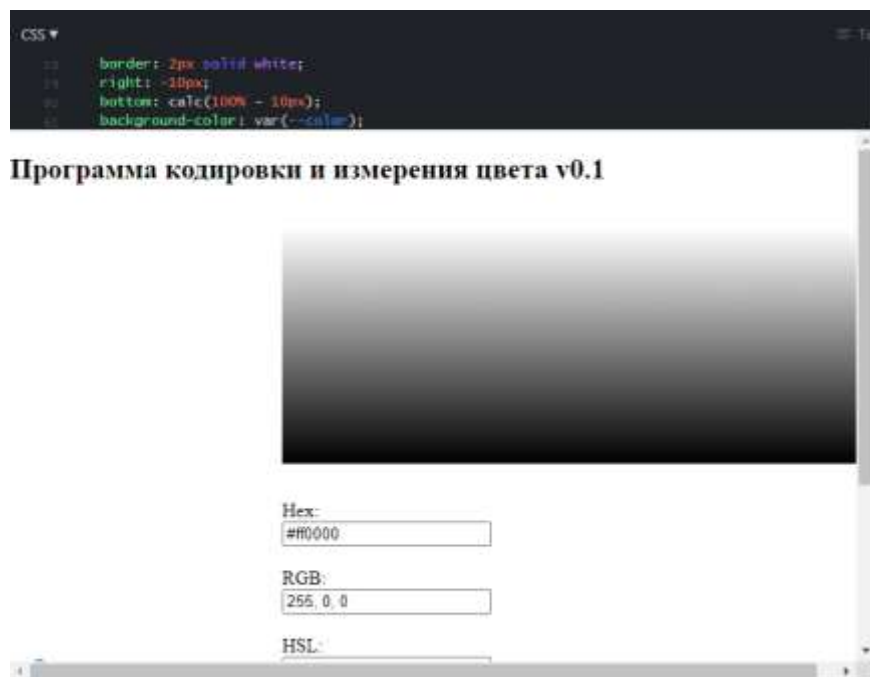 CSS ▼
border: 2px solid white;
right: -10px;
bottom: calc(100% - 10px);
background-color: var(--color);
Программа кодировки и измерения цвета v0.1
Hex:
#ff0000
RGB:
255, 0, 0
HSL: